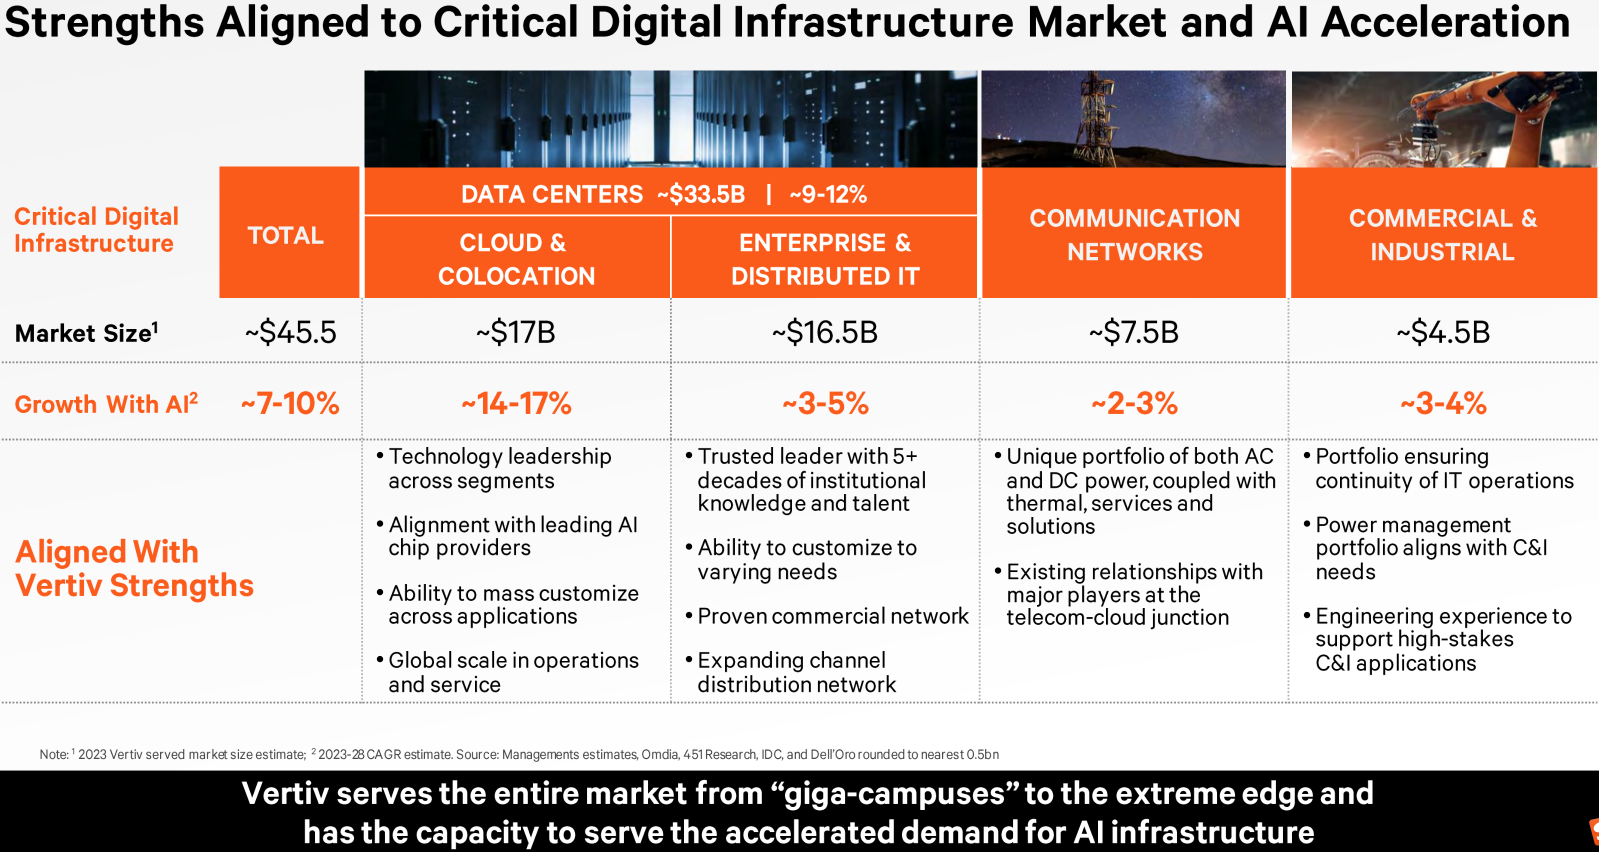 Strengths Aligned to Critical Digital Infrastructure Market and AI Acceleration
Critical Digital
Infrastructure
TOTAL
DATA CENTERS ~$33.5B | ~9-12%
CLOUD &
COLOCATION
ENTERPRISE &
DISTRIBUTED IT
COMMUNICATION
NETWORKS
COMMERCIAL &
INDUSTRIAL
Market Size¹ ~$45.5 ~$17B ~$16.5B ~$7.5B ~$4.5B
Growth With AI² ~7-10% ~14-17% ~3-5% ~2-3% ~3-4%
Aligned With
Vertiv Strengths
• Technology leadership
across segments
• Alignment with leading AI
chip providers
• Ability to mass customize
across applications
• Global scale in operations
and service
• Trusted leader with 5+
decades of institutional
knowledge and talent
• Ability to customize to
varying needs
• Proven commercial network
• Expanding channel
distribution network
• Unique portfolio of both AC
and DC power, coupled with
thermal, services and
solutions
• Existing relationships with
major players at the
telecom-cloud junction
• Portfolio ensuring
continuity of IT operations
• Power management
portfolio aligns with C&I
needs
• Engineering experience to
support high-stakes
C&I applications
Note: ¹ 2023 Vertiv served market size estimate; ² 2023-28 CAGR estimate. Source: Managements estimates, Omdia, 451 Research, IDC, and Dell'Oro rounded to nearest 0.5bn
Vertiv serves the entire market from “giga-campuses” to the extreme edge and
has the capacity to serve the accelerated demand for AI infrastructure